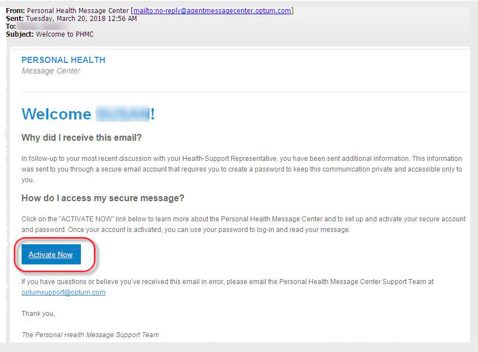 From: Personal Health Message Center [mailto:no-reply@agentmessagecenter.optum.com]
Sent: Tuesday, March 20, 2018 12:56 AM
To:
Subject: Welcome to PHMC
PERSONAL HEALTH
Message Center
Welcome SUSAN!
Why did I receive this email?
In follow-up to your most recent discussion with your Health-Support Representative, you have been sent additional information. This information
was sent to you through a secure email account that requires you to create a password to keep this communication private and accessible only to
you.
How do I access my secure message?
Click on the "ACTIVATE NOW" link below to learn more about the Personal Health Message Center and to set up and activate your secure account
and password. Once your account is activated, you can use your password to log-in and read your message.
Activate Now
If you have questions or believe you've received this email in error, please email the Personal Health Message Center Support Team at
optumsupport@optum.com
Thank you,
The Personal Health Message Support Team